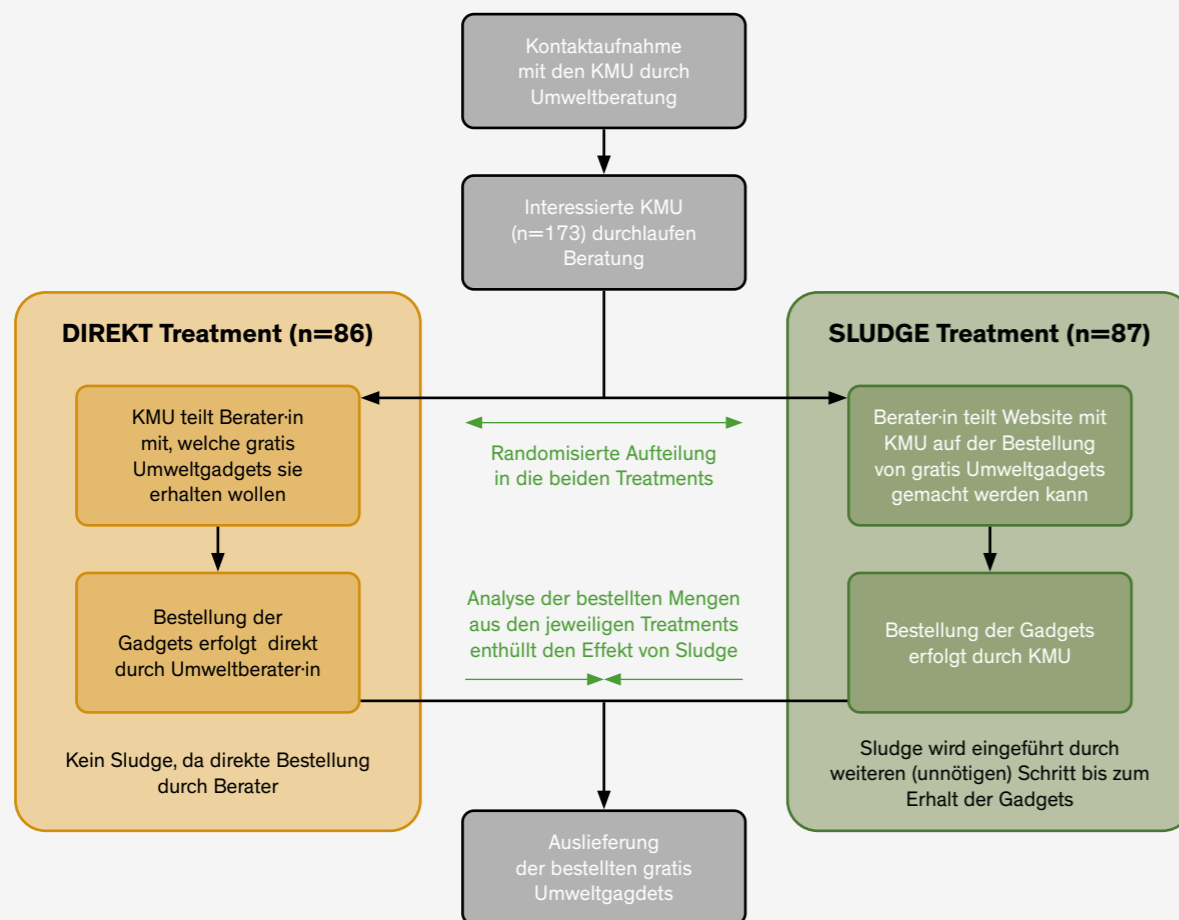 Kontaktaufnahme
mit den KMU durch
Umweltberatung
Interessierte KMU
(n=173) durchlaufen
Beratung
DIREKT Treatment (n=86)
KMU teilt Berater·in
mit, welche gratis
Umweltgadgets sie
erhalten wollen
Bestellung der
Gadgets erfolgt direkt
durch Umweltberater·in
Kein Sludge, da direkte Bestellung
durch Berater
Randomisierte Aufteilung
in die beiden Treatments
Analyse der bestellten Mengen
aus den jeweiligen Treatments
enthüllt den Effekt von Sludge
SLUDGE Treatment (n=87)
Berater·in teilt Website mit
KMU auf der Bestellung
von gratis Umweltgadgets
gemacht werden kann
Bestellung der Gadgets
erfolgt durch KMU
Sludge wird eingeführt durch
weiteren (unnötigen) Schritt bis zum
Erhalt der Gadgets
Auslieferung
der bestellten gratis
Umweltgagdets